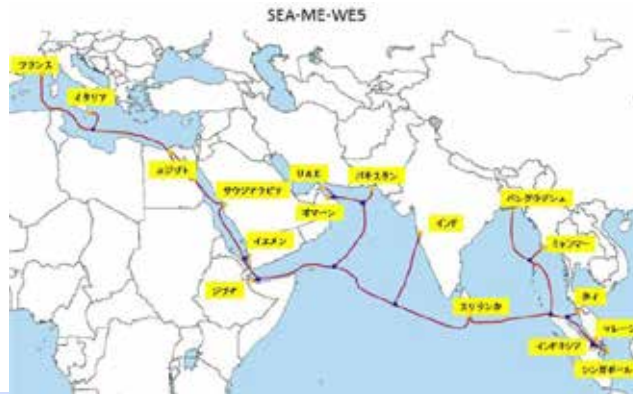 SEA-ME-WE5
フランス
イタリア
エジプト
サウジアラビア
イエメン
ジブチ
U.A.E
オマーン
パキスタン
インド
スリランカ
バングラデシュ
ミャンマー
タイ
マレーシ
インドネシア
シンガポール